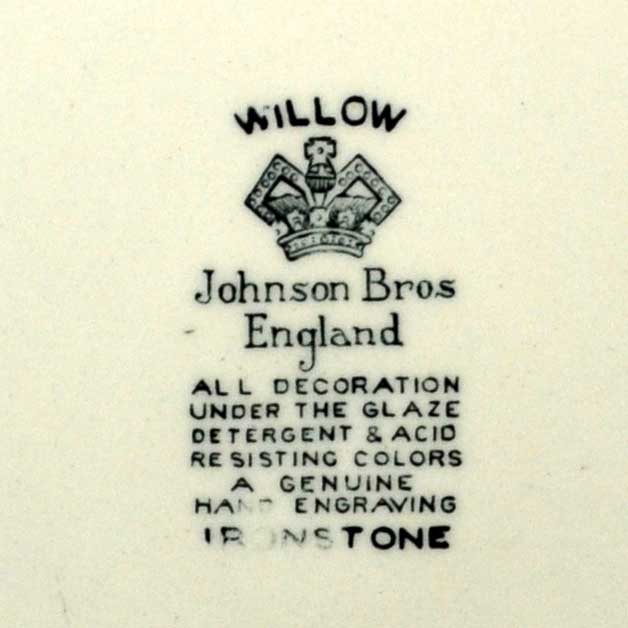 WILLOW
Johnson Bros
England
ALL DECORATION
UNDER THE GLAZE
DETERGENT & ACID
RESISTING COLORS
A GENUINE
HAND ENGRAVING
IRONSTONE